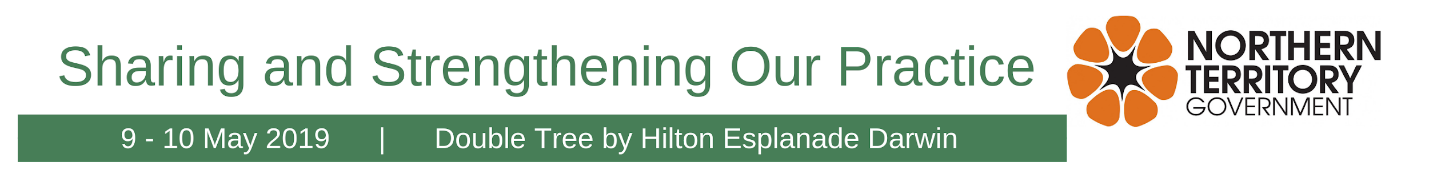 Sharing and Strengthening Our Practice
9 - 10 May 2019 | Double Tree by Hilton Esplanade Darwin
NORTHERN
TERRITORY
GOVERNMENT